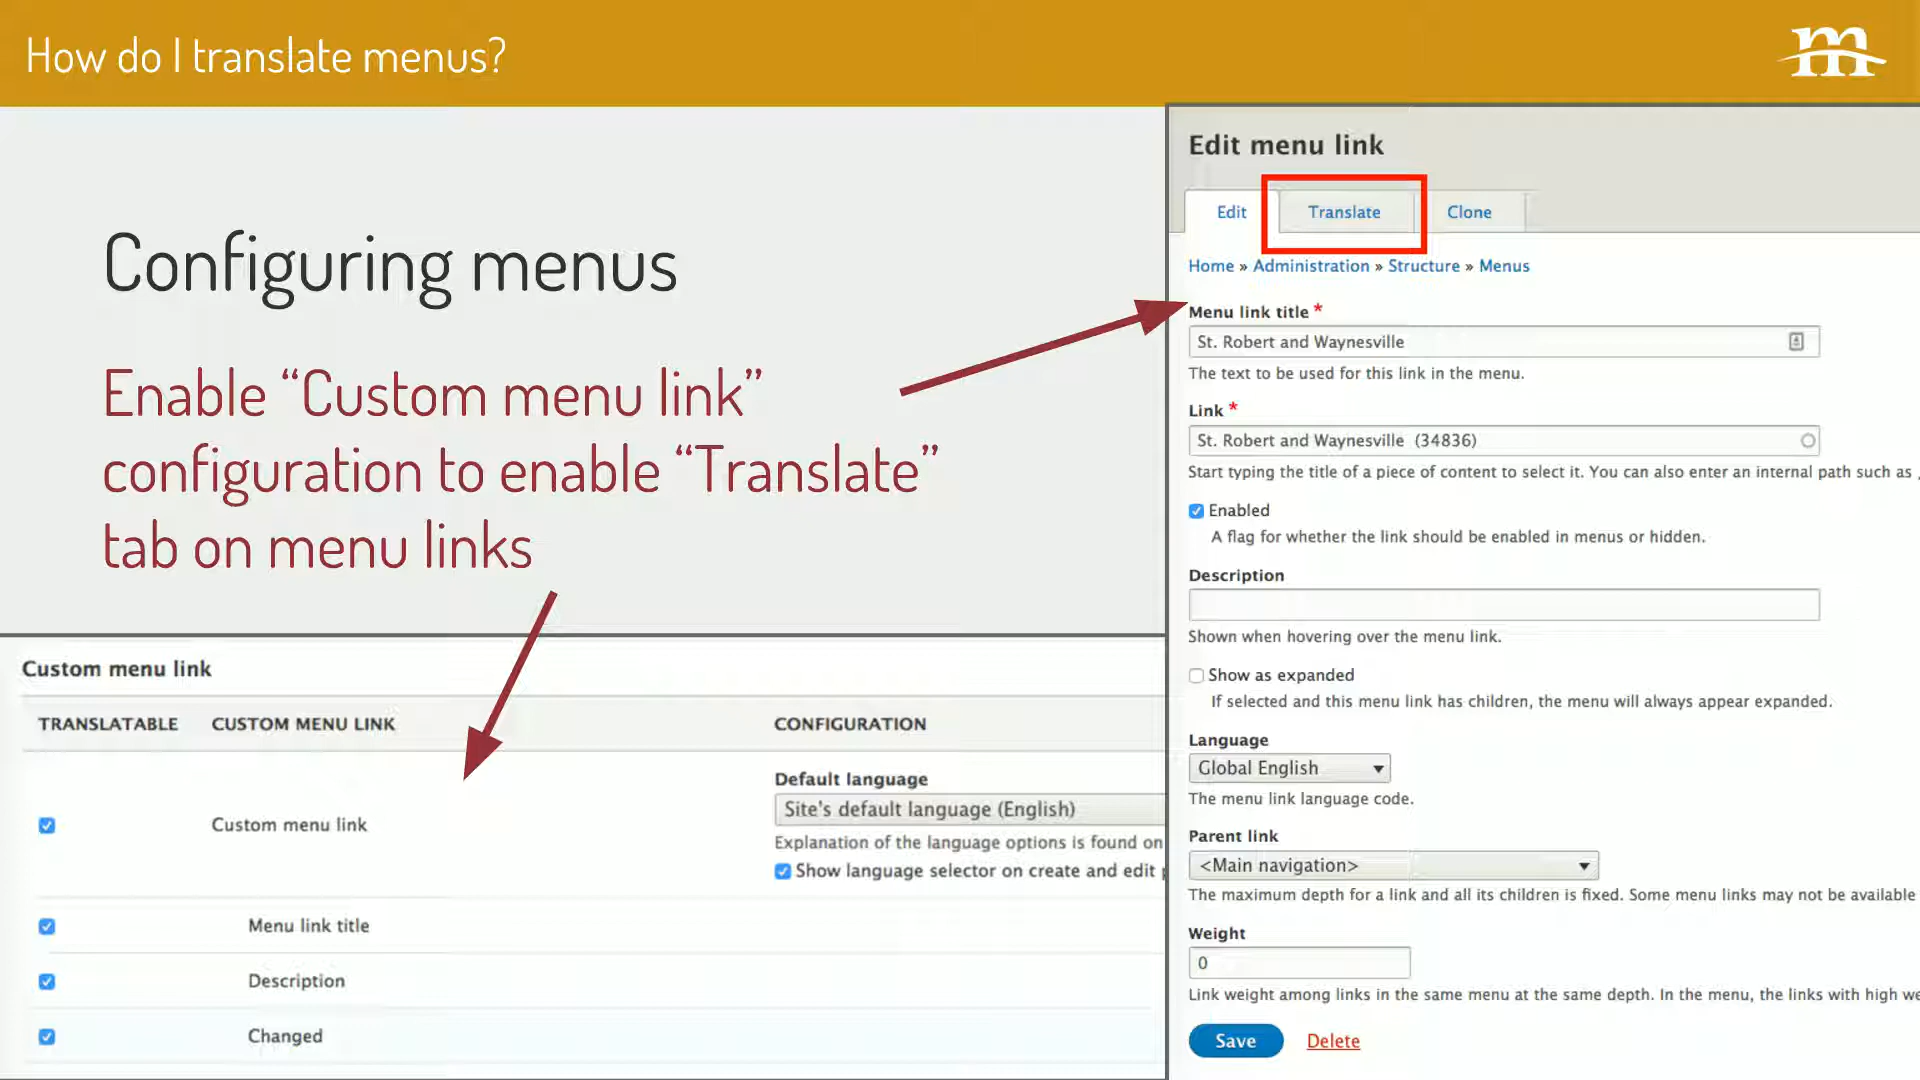 How do I translate menus?
m
Configuring menus
Enable “Custom menu link”
configuration to enable “Translate”
tab on menu links
Custom menu link
TRANSLATABLE CUSTOM MENU LINK CONFIGURATION
Default language
Site's default language (English)
Custom menu link
Explanation of the language options is found on
Show language selector on create and edit
Menu link title
Description
Changed
Edit menu link
Edit Translate Clone
Home » Administration » Structure » Menus
Menu link title *
St. Robert and Waynesville
The text to be used for this link in the menu.
Link *
St. Robert and Waynesville (34836)
Start typing the title of a piece of content to select it. You can also enter an internal path such as
Enabled
A flag for whether the link should be enabled in menus or hidden.
Description
Shown when hovering over the menu link.
Show as expanded
If selected and this menu link has children, the menu will always appear expanded.
Language
Global English
The menu link language code.
Parent link
<Main navigation>
The maximum depth for a link and all its children is fixed. Some menu links may not be available
Weight
0
Link weight among links in the same menu at the same depth. In the menu, the links with high we
Save Delete